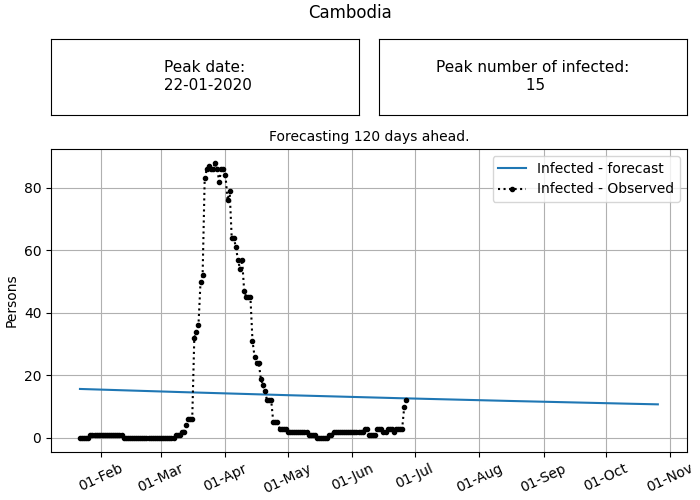 Cambodia
Peak date:
22-01-2020
Peak number of infected:
15
Forecasting 120 days ahead.
Infected - forecast
Infected - Observed
Persons
80
60
40
20
0
01-Feb
01-Mar
01-Apr
01-May
01-Jun
01-Jul
01-Aug
01-Sep
01-Oct
01-Nov